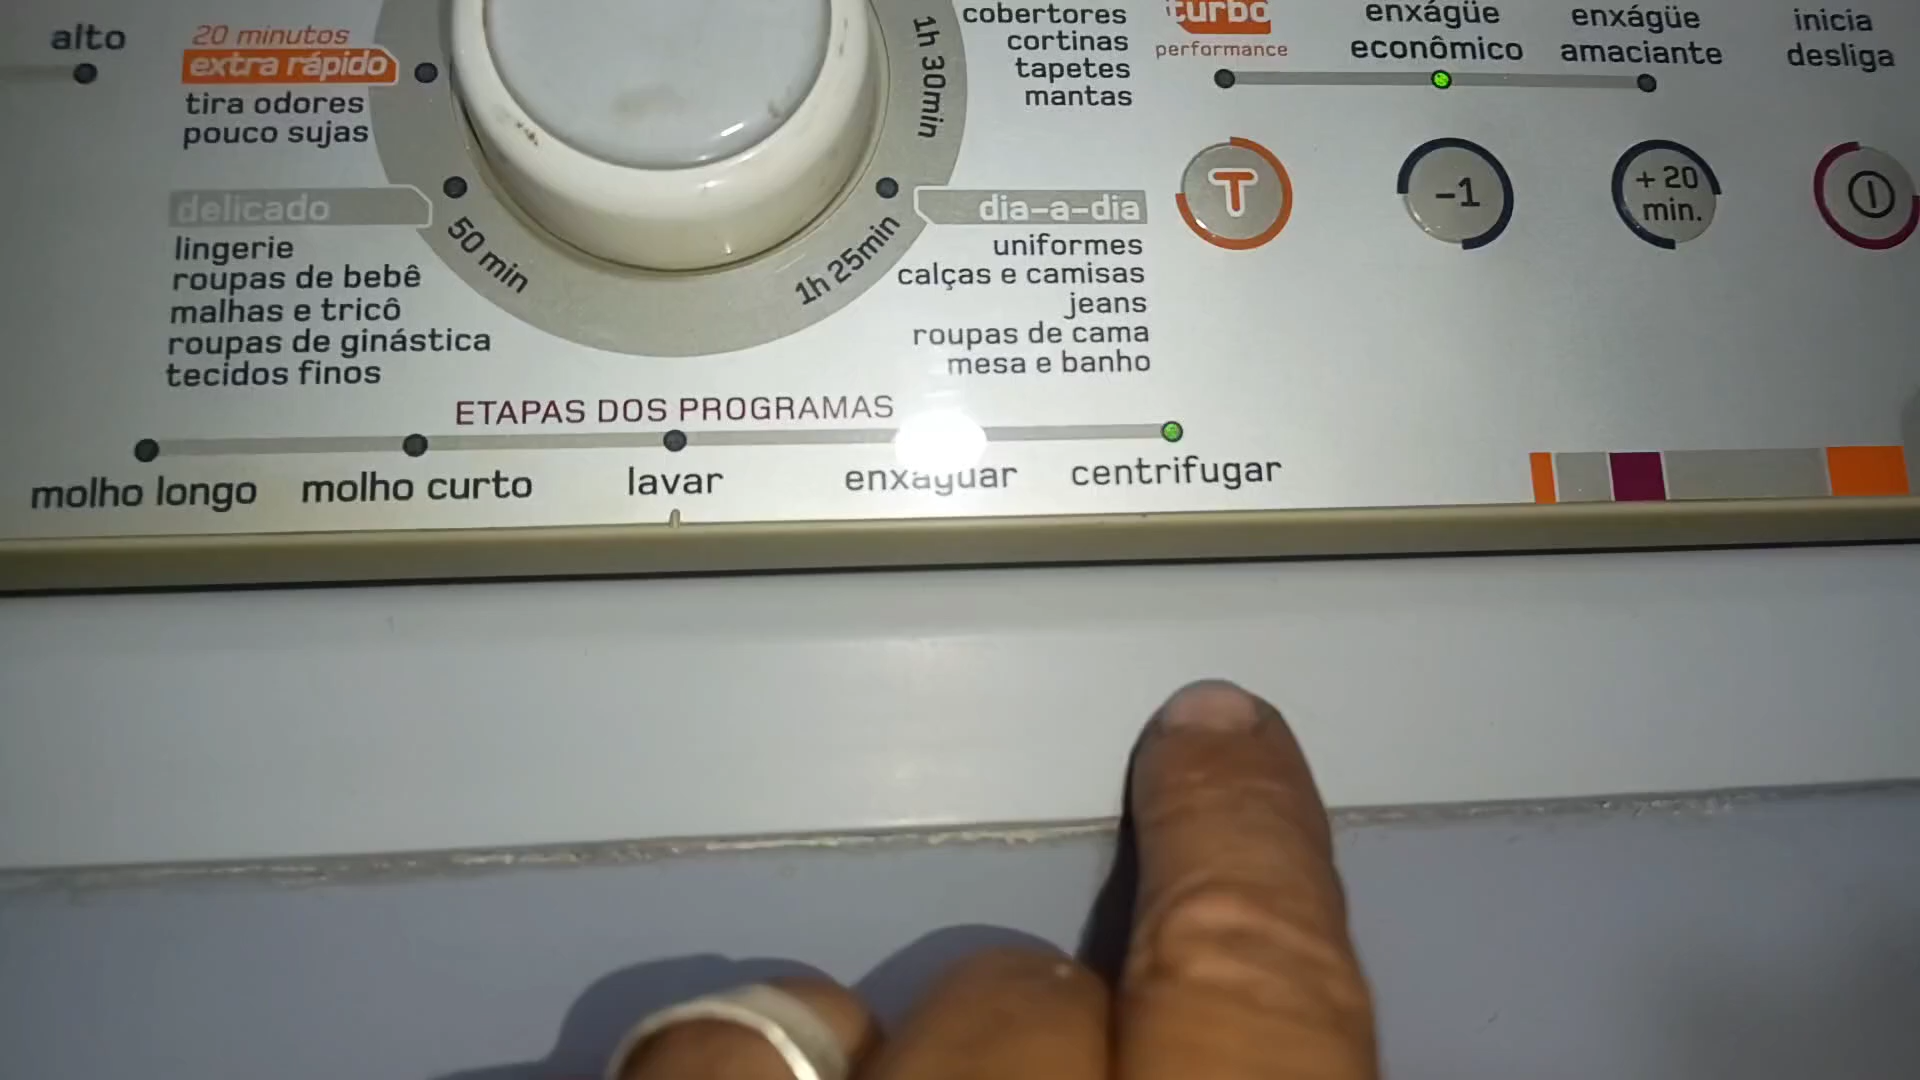 alto
20 minutos
extra rápido
tira odores
pouco sujas
delicado
lingerie
roupas de bebê
malhas e tricô
roupas de ginástica
tecidos finos
50 min
1h 25min
1h 30min
cobertores
cortinas
tapetes
mantas
dia-a-dia
uniformes
calças e camisas
jeans
roupas de cama
mesa e banho
turbo
performance
enxágüe
econômico
enxágüe
amaciante
inicia
desliga
T
-1
+ 20
min.
ETAPAS DOS PROGRAMAS
molho longo
molho curto
lavar
enxaguar
centrifugar